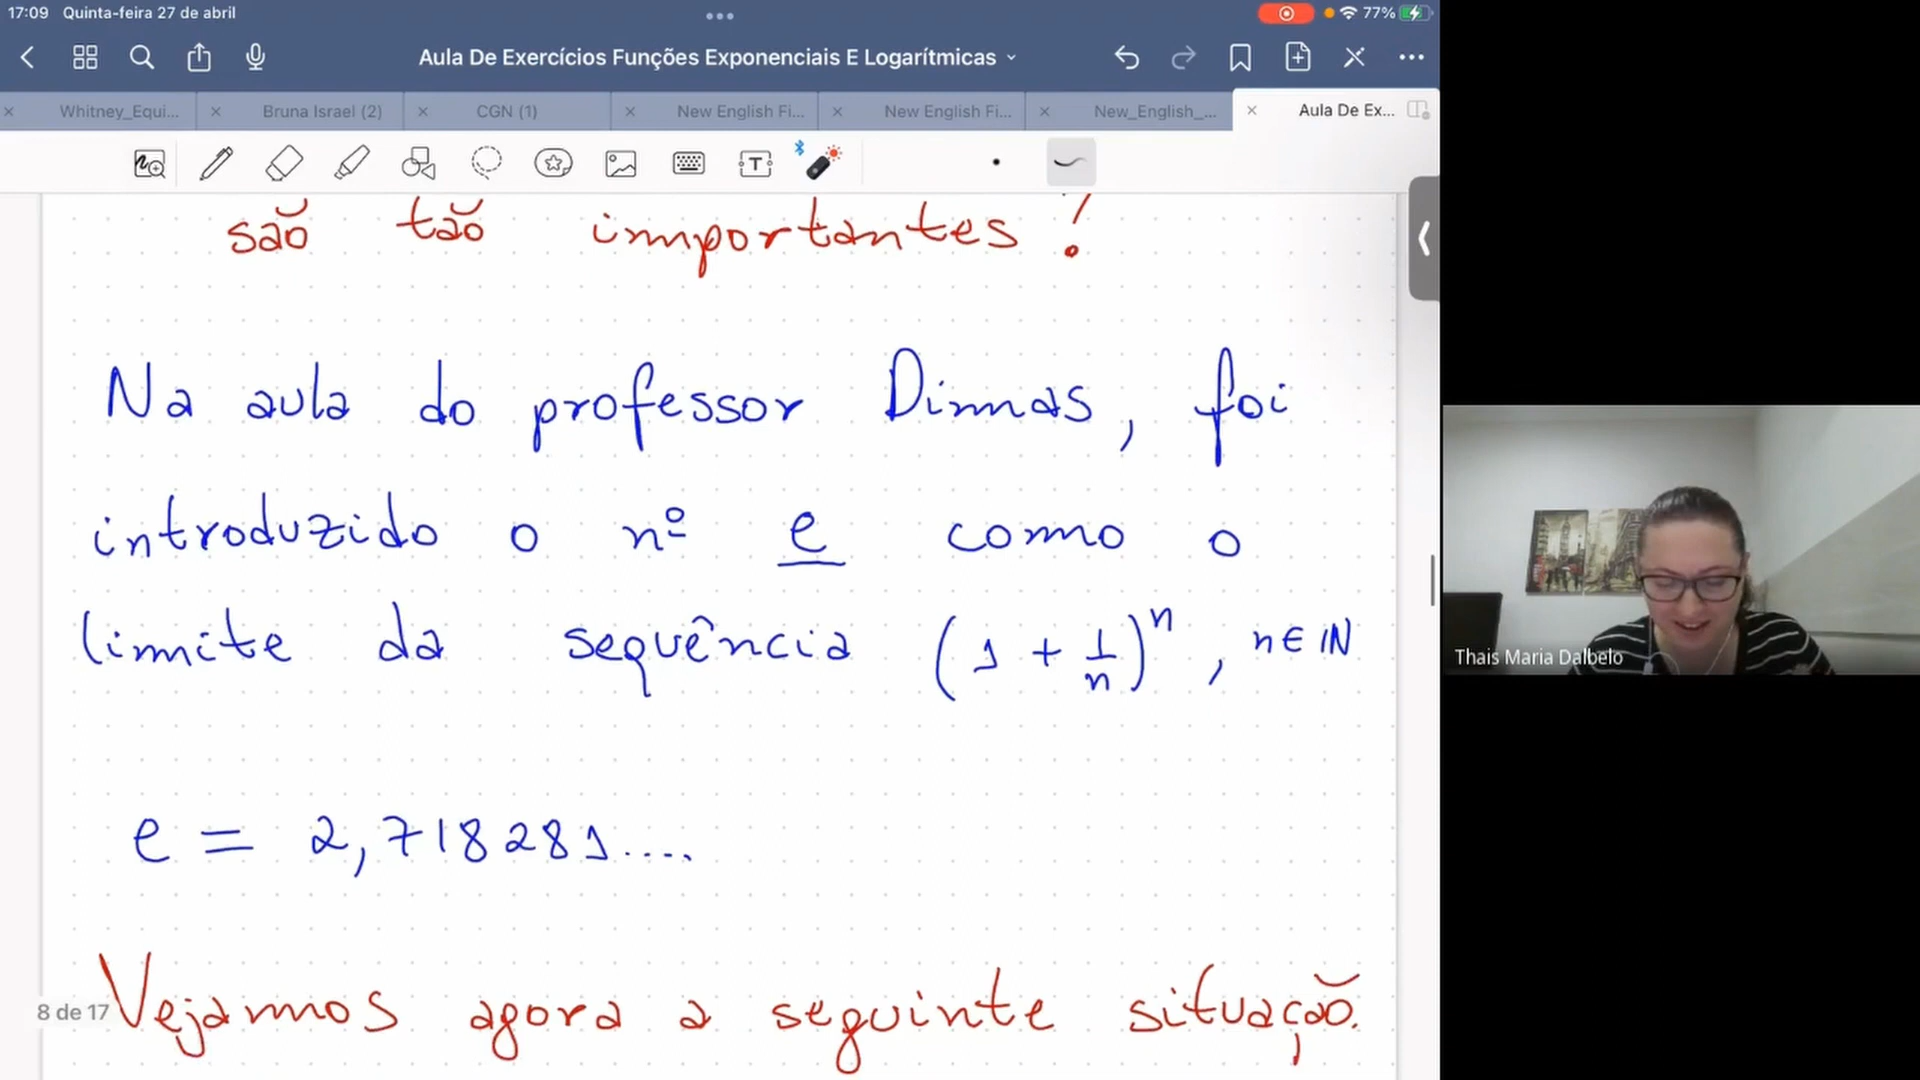 17:09 Quinta-feira 27 de abril
77%
Aula De Exercícios Funções Exponenciais E Logarítmicas
Whitney_Equi... Bruna Israel (2) CGN (1) New English Fi... New English Fi... New_English_... Aula De Ex...
são tão importantes?
Na aula do professor Dimas, foi
introduzido o nº e como o
limite da sequência (1 + 1/n)^n, n ∈ ℕ
e = 2,718281....
Vejamos agora a seguinte situação.
8 de 17
Thais Maria Dalbelo